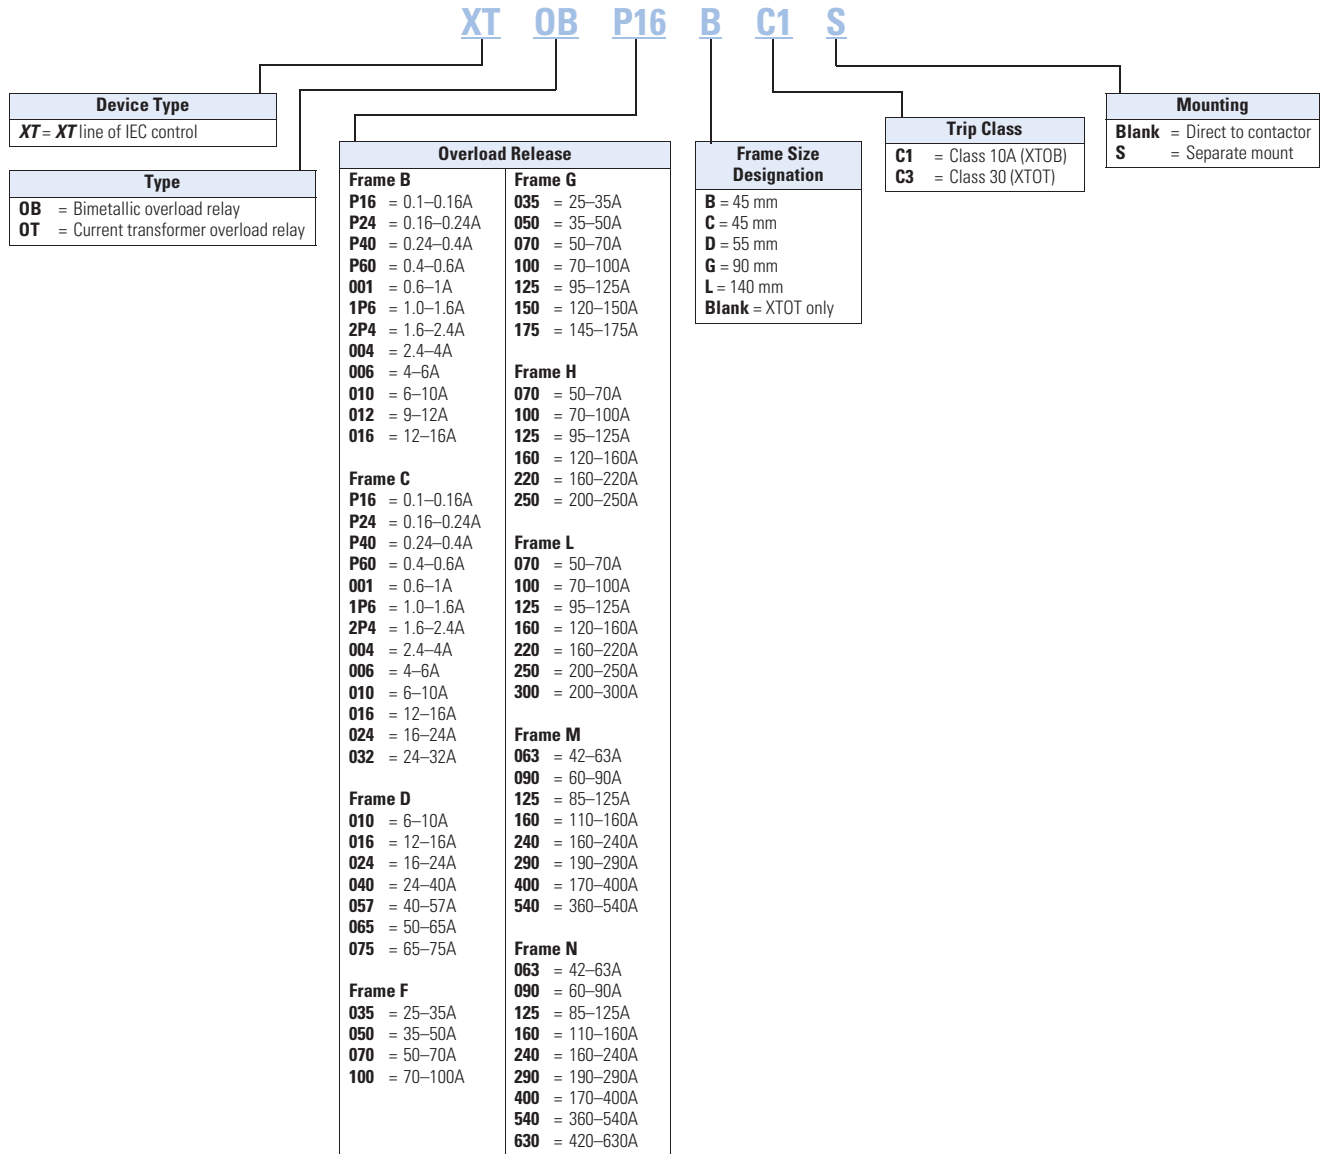 XT OB P16 B C1 S
Device Type
XT = XT line of IEC control
Type
OB = Bimetallic overload relay
OT = Current transformer overload relay
Overload Release
Frame B
P16 = 0.1–0.16A
P24 = 0.16–0.24A
P40 = 0.24–0.4A
P60 = 0.4–0.6A
001 = 0.6–1A
1P6 = 1.0–1.6A
2P4 = 1.6–2.4A
004 = 2.4–4A
006 = 4–6A
010 = 6–10A
012 = 9–12A
016 = 12–16A
Frame C
P16 = 0.1–0.16A
P24 = 0.16–0.24A
P40 = 0.24–0.4A
P60 = 0.4–0.6A
001 = 0.6–1A
1P6 = 1.0–1.6A
2P4 = 1.6–2.4A
004 = 2.4–4A
006 = 4–6A
010 = 6–10A
016 = 12–16A
024 = 16–24A
032 = 24–32A
Frame D
010 = 6–10A
016 = 12–16A
024 = 16–24A
040 = 24–40A
057 = 40–57A
065 = 50–65A
075 = 65–75A
Frame F
035 = 25–35A
050 = 35–50A
070 = 50–70A
100 = 70–100A
Frame G
035 = 25–35A
050 = 35–50A
070 = 50–70A
100 = 70–100A
125 = 95–125A
150 = 120–150A
175 = 145–175A
Frame H
070 = 50–70A
100 = 70–100A
125 = 95–125A
160 = 120–160A
220 = 160–220A
250 = 200–250A
Frame L
070 = 50–70A
100 = 70–100A
125 = 95–125A
160 = 120–160A
220 = 160–220A
250 = 200–250A
300 = 200–300A
Frame M
063 = 42–63A
090 = 60–90A
125 = 85–125A
160 = 110–160A
240 = 160–240A
290 = 190–290A
400 = 170–400A
540 = 360–540A
Frame N
063 = 42–63A
090 = 60–90A
125 = 85–125A
160 = 110–160A
240 = 160–240A
290 = 190–290A
400 = 170–400A
540 = 360–540A
630 = 420–630A
Frame Size
Designation
B = 45 mm
C = 45 mm
D = 55 mm
G = 90 mm
L = 140 mm
Blank = XTOT only
Trip Class
C1 = Class 10A (XTOB)
C3 = Class 30 (XTOT)
Mounting
Blank = Direct to contactor
S = Separate mount